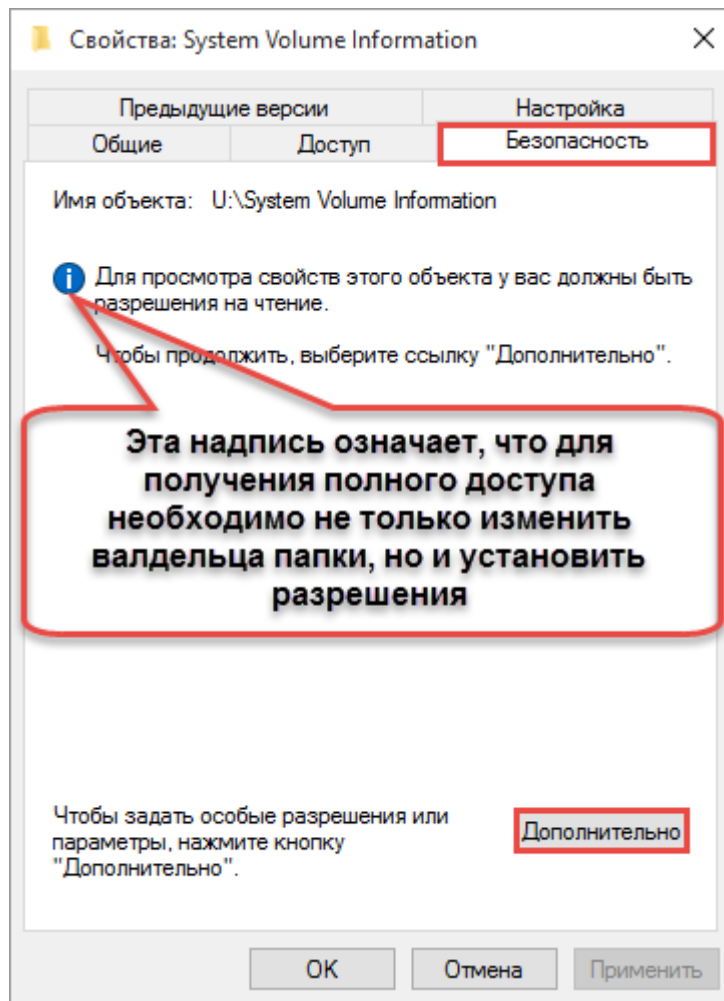 Свойства: System Volume Information
Предыдущие версии
Настройка
Общие
Доступ
Безопасность
Имя объекта: U:\System Volume Information
Для просмотра свойств этого объекта у вас должны быть
разрешения на чтение.
Чтобы продолжить, выберите ссылку "Дополнительно".
Эта надпись означает, что для
получения полного доступа
необходимо не только изменить
валдельца папки, но и установить
разрешения
Чтобы задать особые разрешения или
параметры, нажмите кнопку
"Дополнительно".
Дополнительно
OK
Отмена
Применить